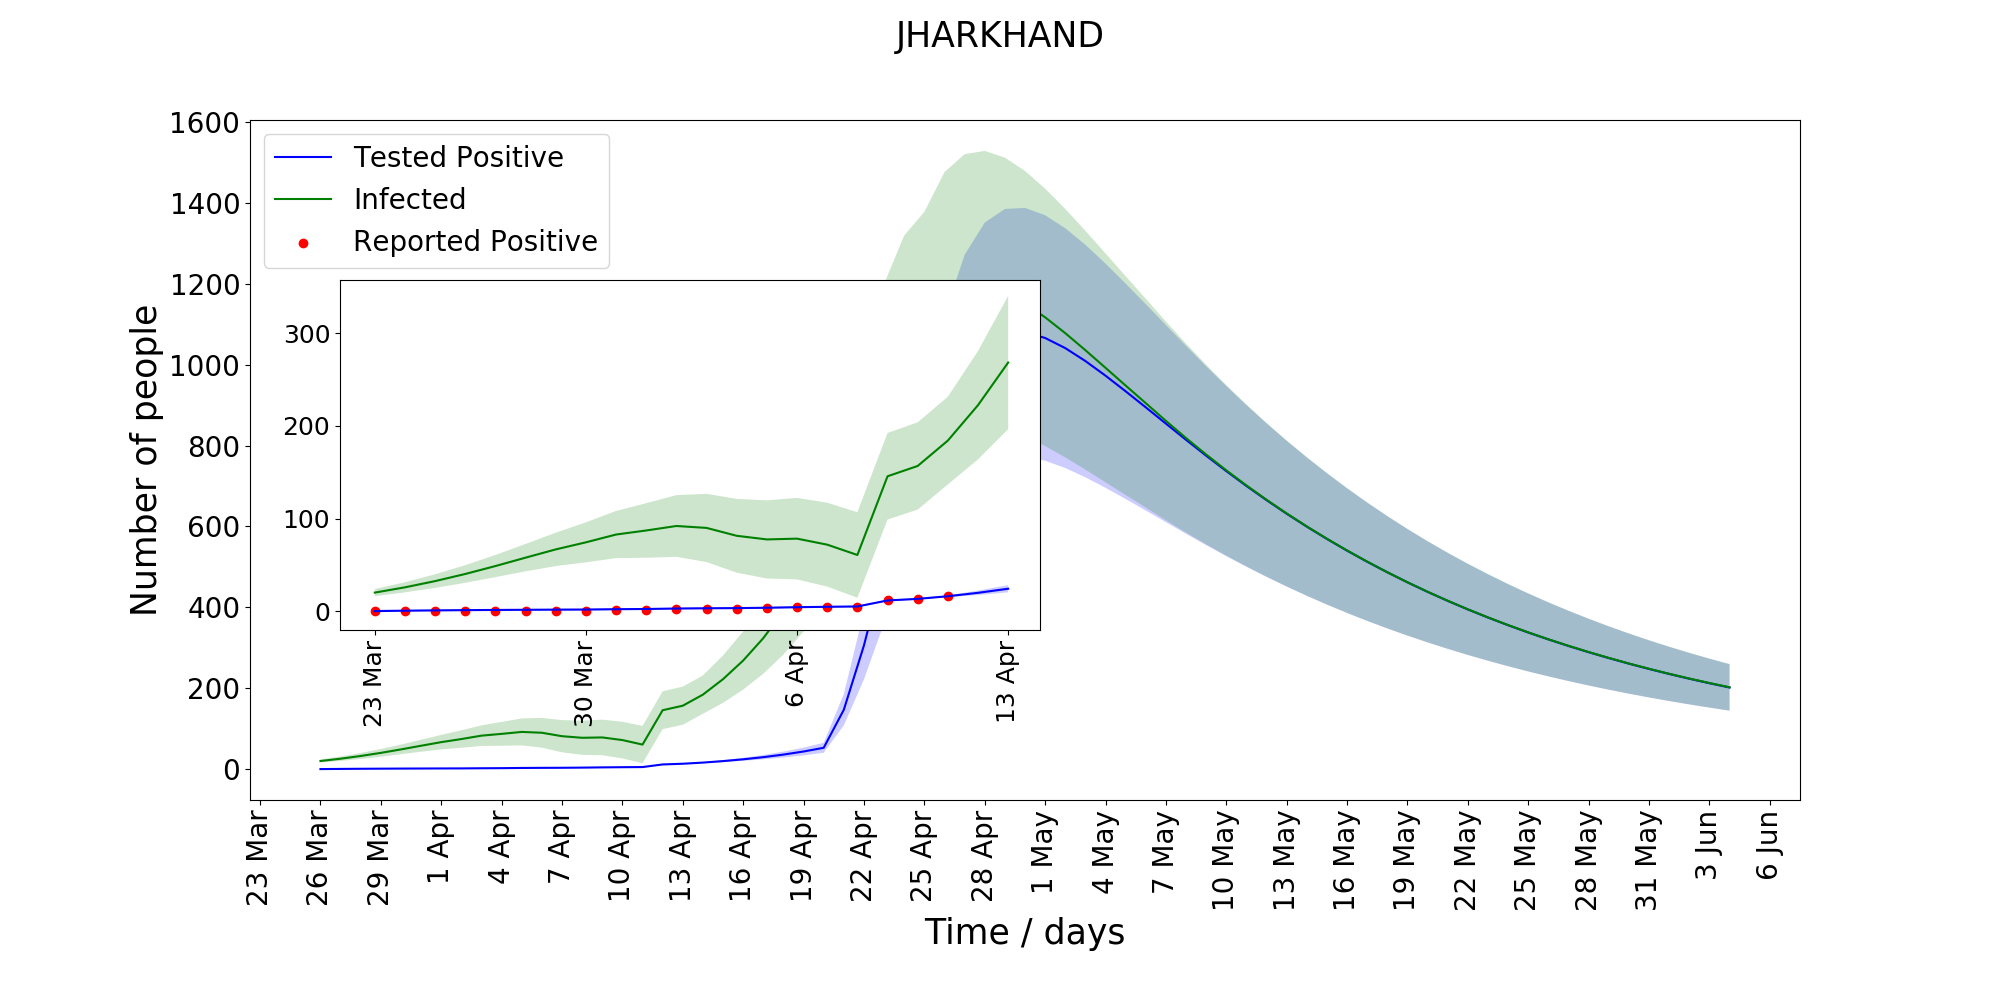 JHARKHAND
1600
1400
1200
1000
800
600
400
200
0
Number of people
Tested Positive
Infected
Reported Positive
300
200
100
0
23 Mar
30 Mar
6 Apr
13 Apr
23 Mar
26 Mar
29 Mar
1 Apr
4 Apr
7 Apr
10 Apr
13 Apr
16 Apr
19 Apr
22 Apr
25 Apr
28 Apr
1 May
4 May
7 May
10 May
13 May
16 May
19 May
22 May
25 May
28 May
31 May
3 Jun
6 Jun
Time / days